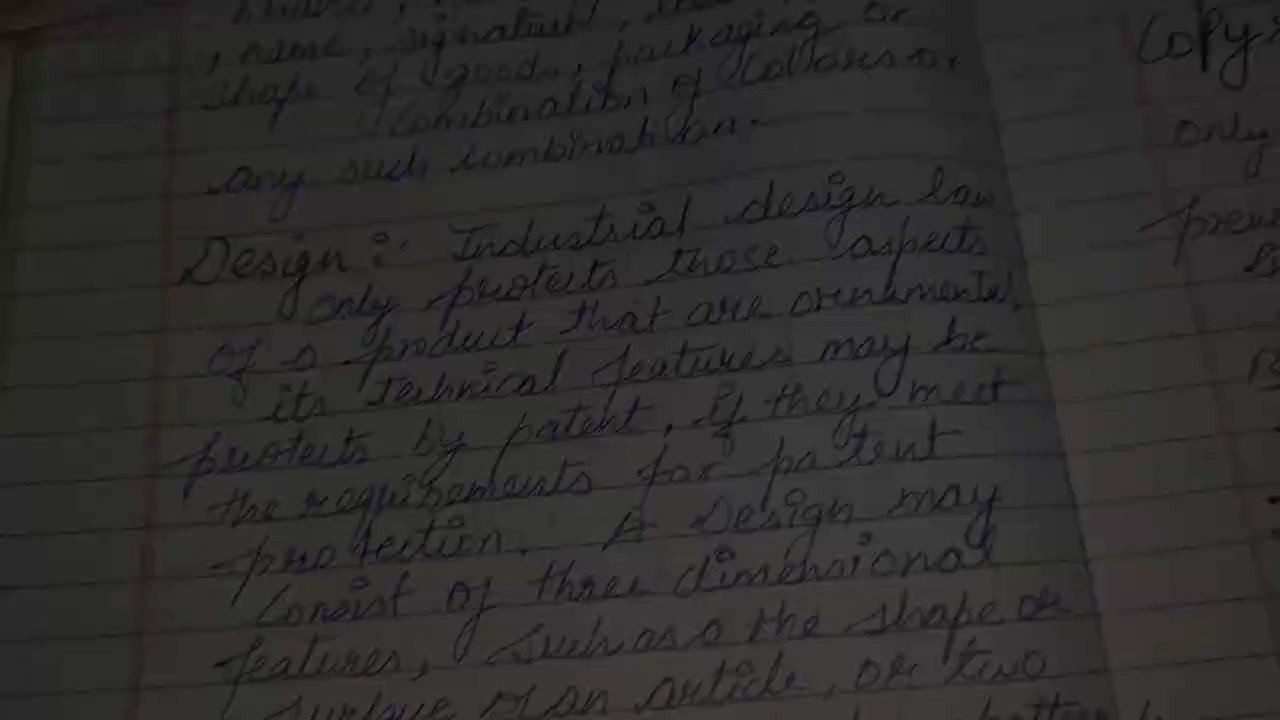 , name, signature,
shape of goods, packaging or
combination of colours or
any such combination.
Design : Industrial design law
only protects those aspects
of a product that are ornamental
its technical features may be
protects by patent, if they meet
the requirements for patent
protection. A Design may
Consist of three dimensional
features, such as the shape or
surface of an article, or two
Copy
only